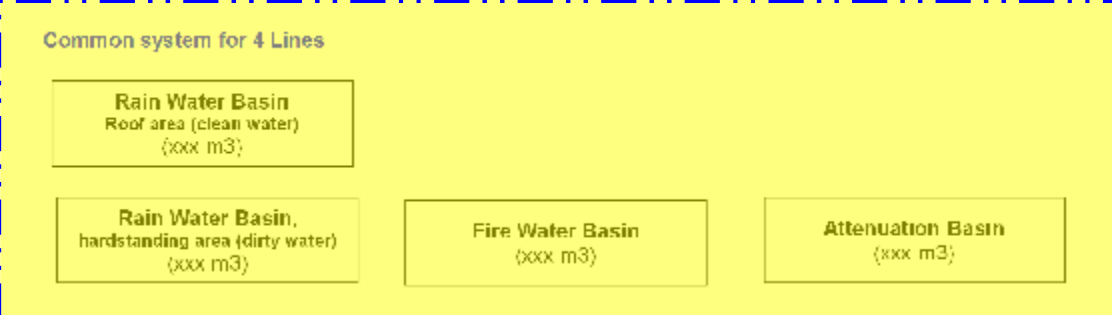 Common system for 4 Lines
Rain Water Basin
Roof area (clean water)
(xxx m3)
Rain Water Basin,
hardstanding area (dirty water)
(xxx m3)
Fire Water Basin
(xxx m3)
Attenuation Basin
(xxx m3)